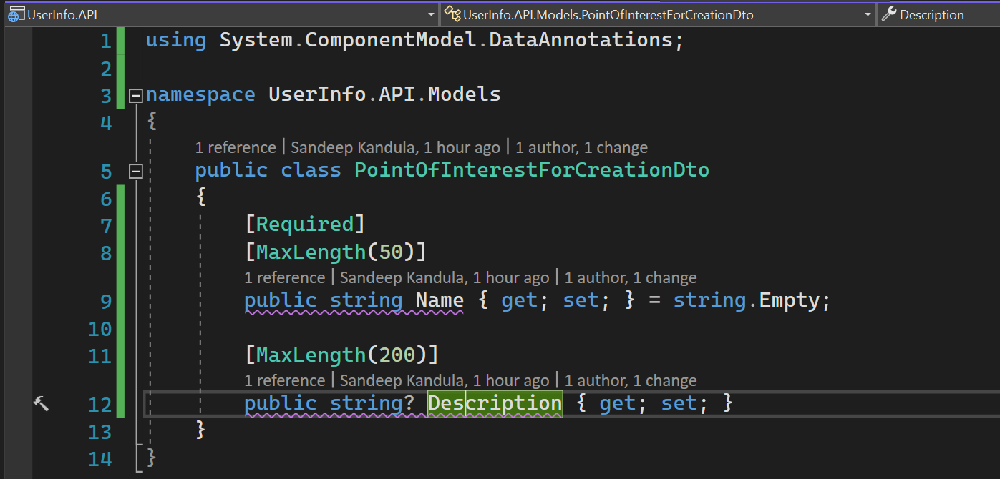 UserInfo.API UserInfo.API.Models.PointOfInterestForCreationDto Description
1 using System.ComponentModel.DataAnnotations;
2
3 namespace UserInfo.API.Models
4 {
1 reference | Sandeep Kandula, 1 hour ago | 1 author, 1 change
5 public class PointOfInterestForCreationDto
6 {
7 [Required]
8 [MaxLength(50)]
1 reference | Sandeep Kandula, 1 hour ago | 1 author, 1 change
9 public string Name { get; set; } = string.Empty;
10
11 [MaxLength(200)]
1 reference | Sandeep Kandula, 1 hour ago | 1 author, 1 change
12 public string? Description { get; set; }
13 }
14 }